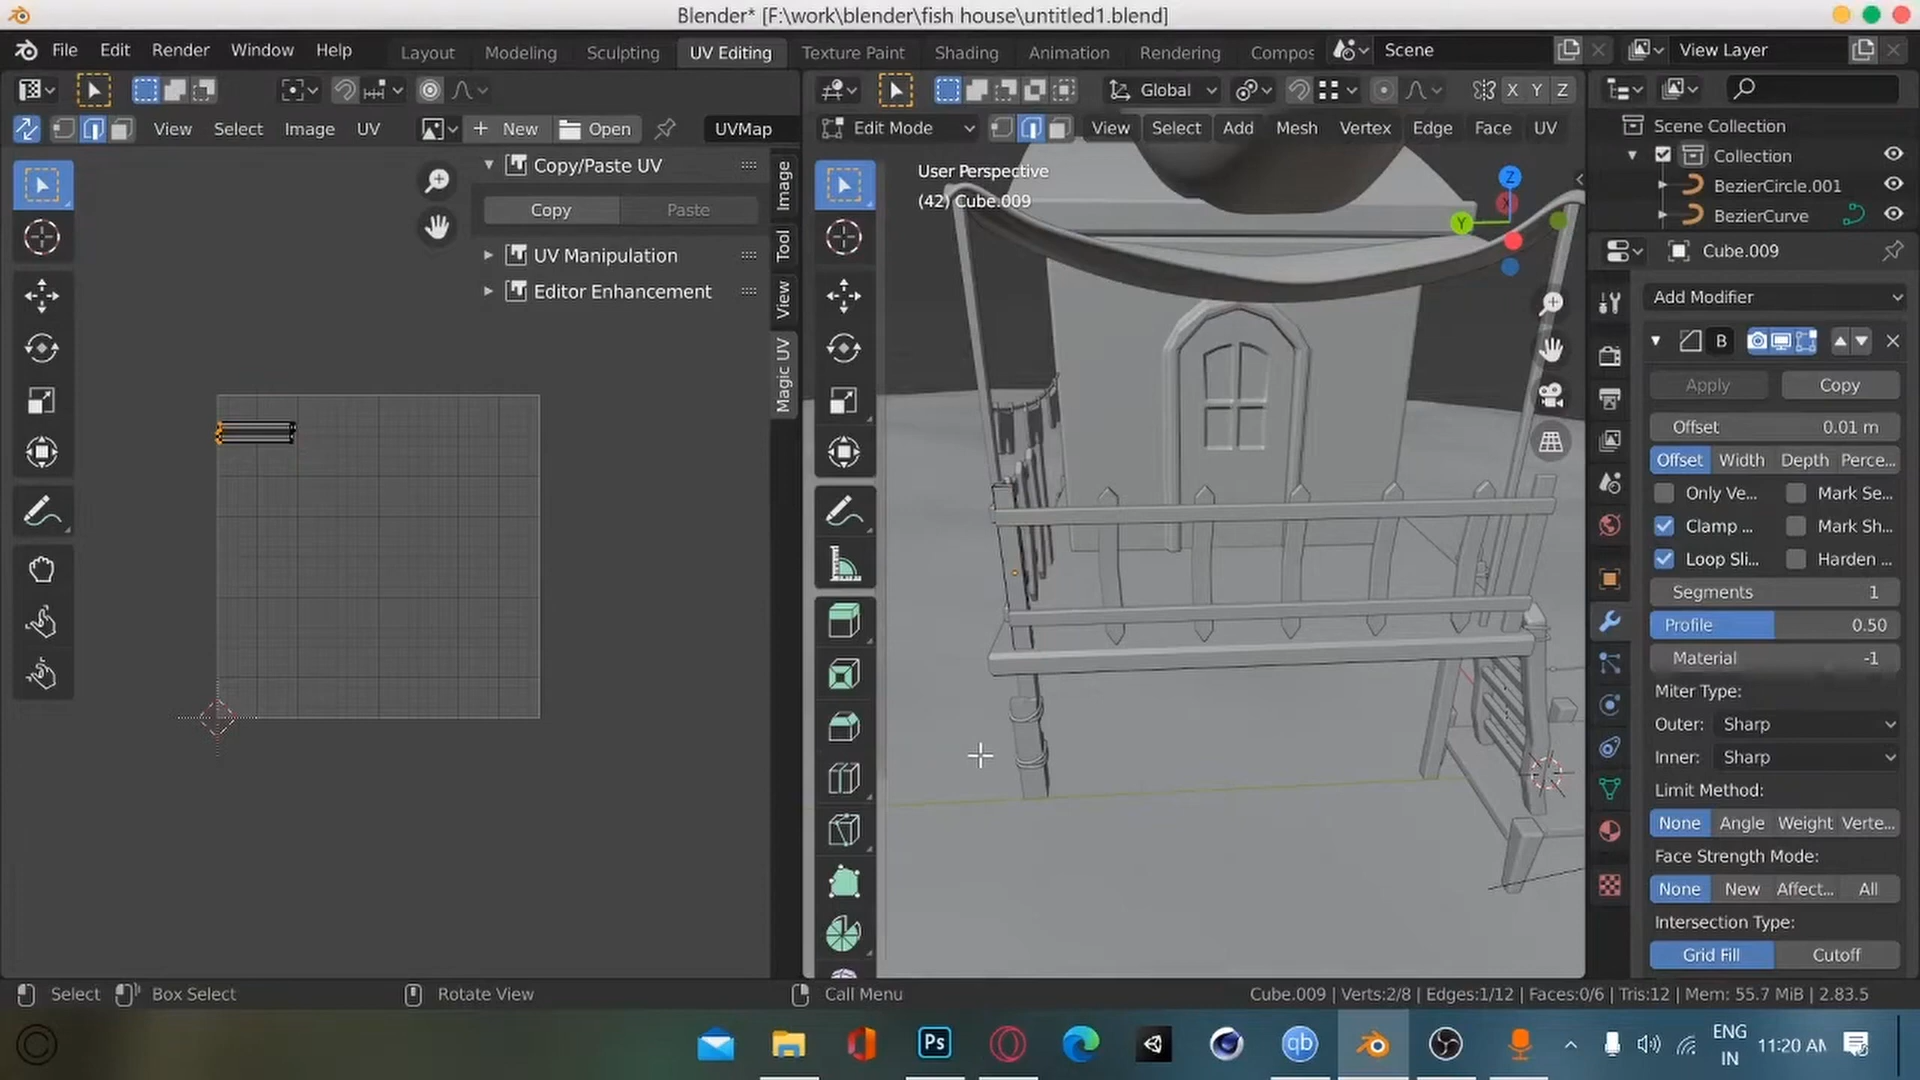 Blender* [F:\work\blender\fish house\untitled1.blend]
File Edit Render Window Help Layout Modeling Sculpting UV Editing Texture Paint Shading Animation Rendering Compos Scene View Layer
Global X Y Z
View Select Image UV New Open UVMap Edit Mode View Select Add Mesh Vertex Edge Face UV
Scene Collection
Collection
BezierCircle.001
BezierCurve
Copy/Paste UV
Copy Paste
UV Manipulation
Editor Enhancement
Image
Tool
View
Magic UV
User Perspective
(42) Cube.009
Z
X
Y
Cube.009
Add Modifier
B
Apply Copy
Offset 0.01 m
Offset Width Depth Perce...
Only Ve... Mark Se...
Clamp ... Mark Sh...
Loop Sli... Harden ...
Segments 1
Profile 0.50
Material -1
Miter Type:
Outer: Sharp
Inner: Sharp
Limit Method:
None Angle Weight Verte...
Face Strength Mode:
None New Affect... All
Intersection Type:
Grid Fill Cutoff
Select Box Select Rotate View Call Menu Cube.009 | Verts:2/8 | Edges:1/12 | Faces:0/6 | Tris:12 | Mem: 55.7 MiB | 2.83.5
Ps
qb
ENG
IN
11:20 AM